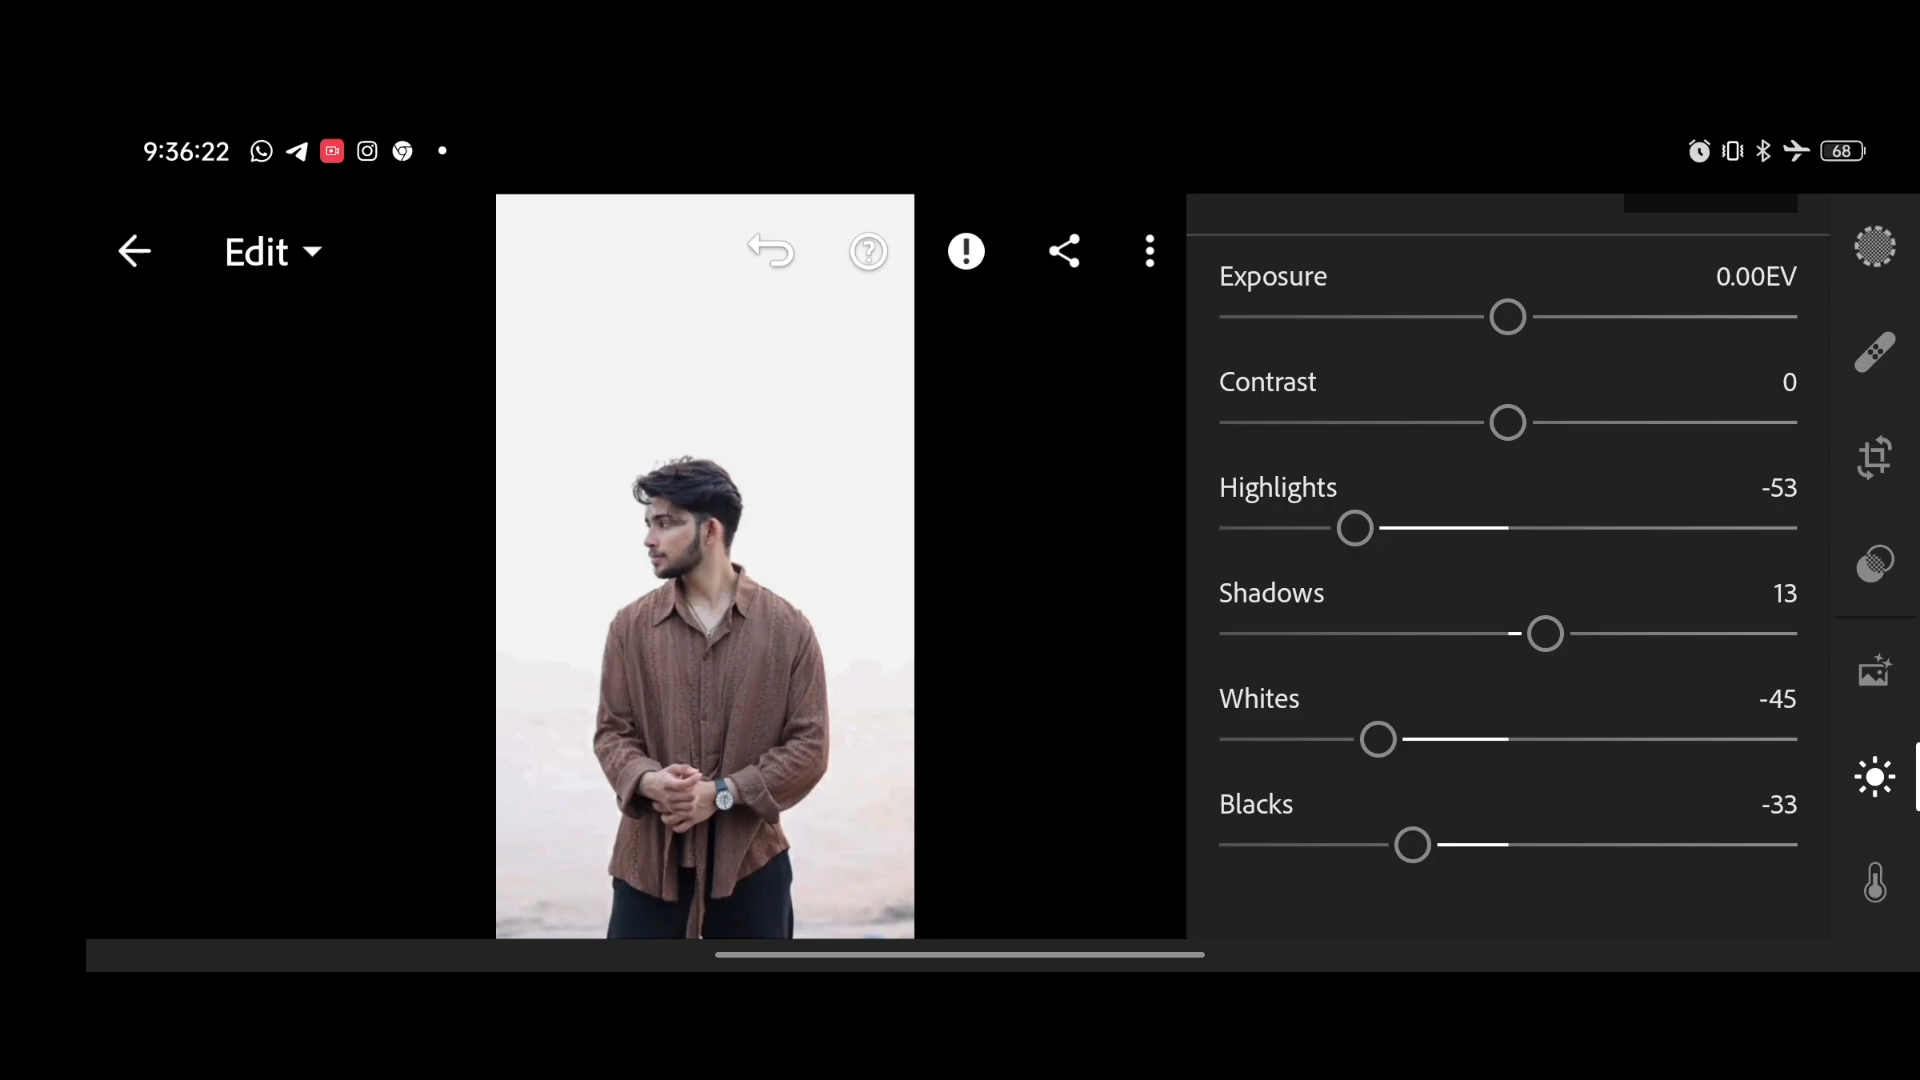 9:36:22
68
Edit
Exposure 0.00EV
Contrast 0
Highlights -53
Shadows 13
Whites -45
Blacks -33